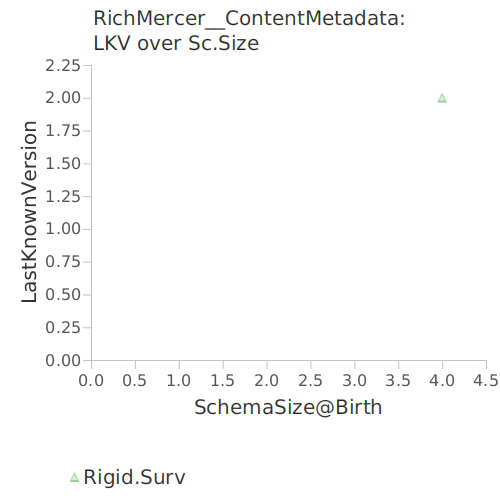 RichMercer__ContentMetadata:
LKV over Sc.Size
2.25
2.00
1.75
1.50
1.25
1.00
0.75
0.50
0.25
0.00
LastKnownVersion
0.0 0.5 1.0 1.5 2.0 2.5 3.0 3.5 4.0 4.5
SchemaSize@Birth
Rigid.Surv